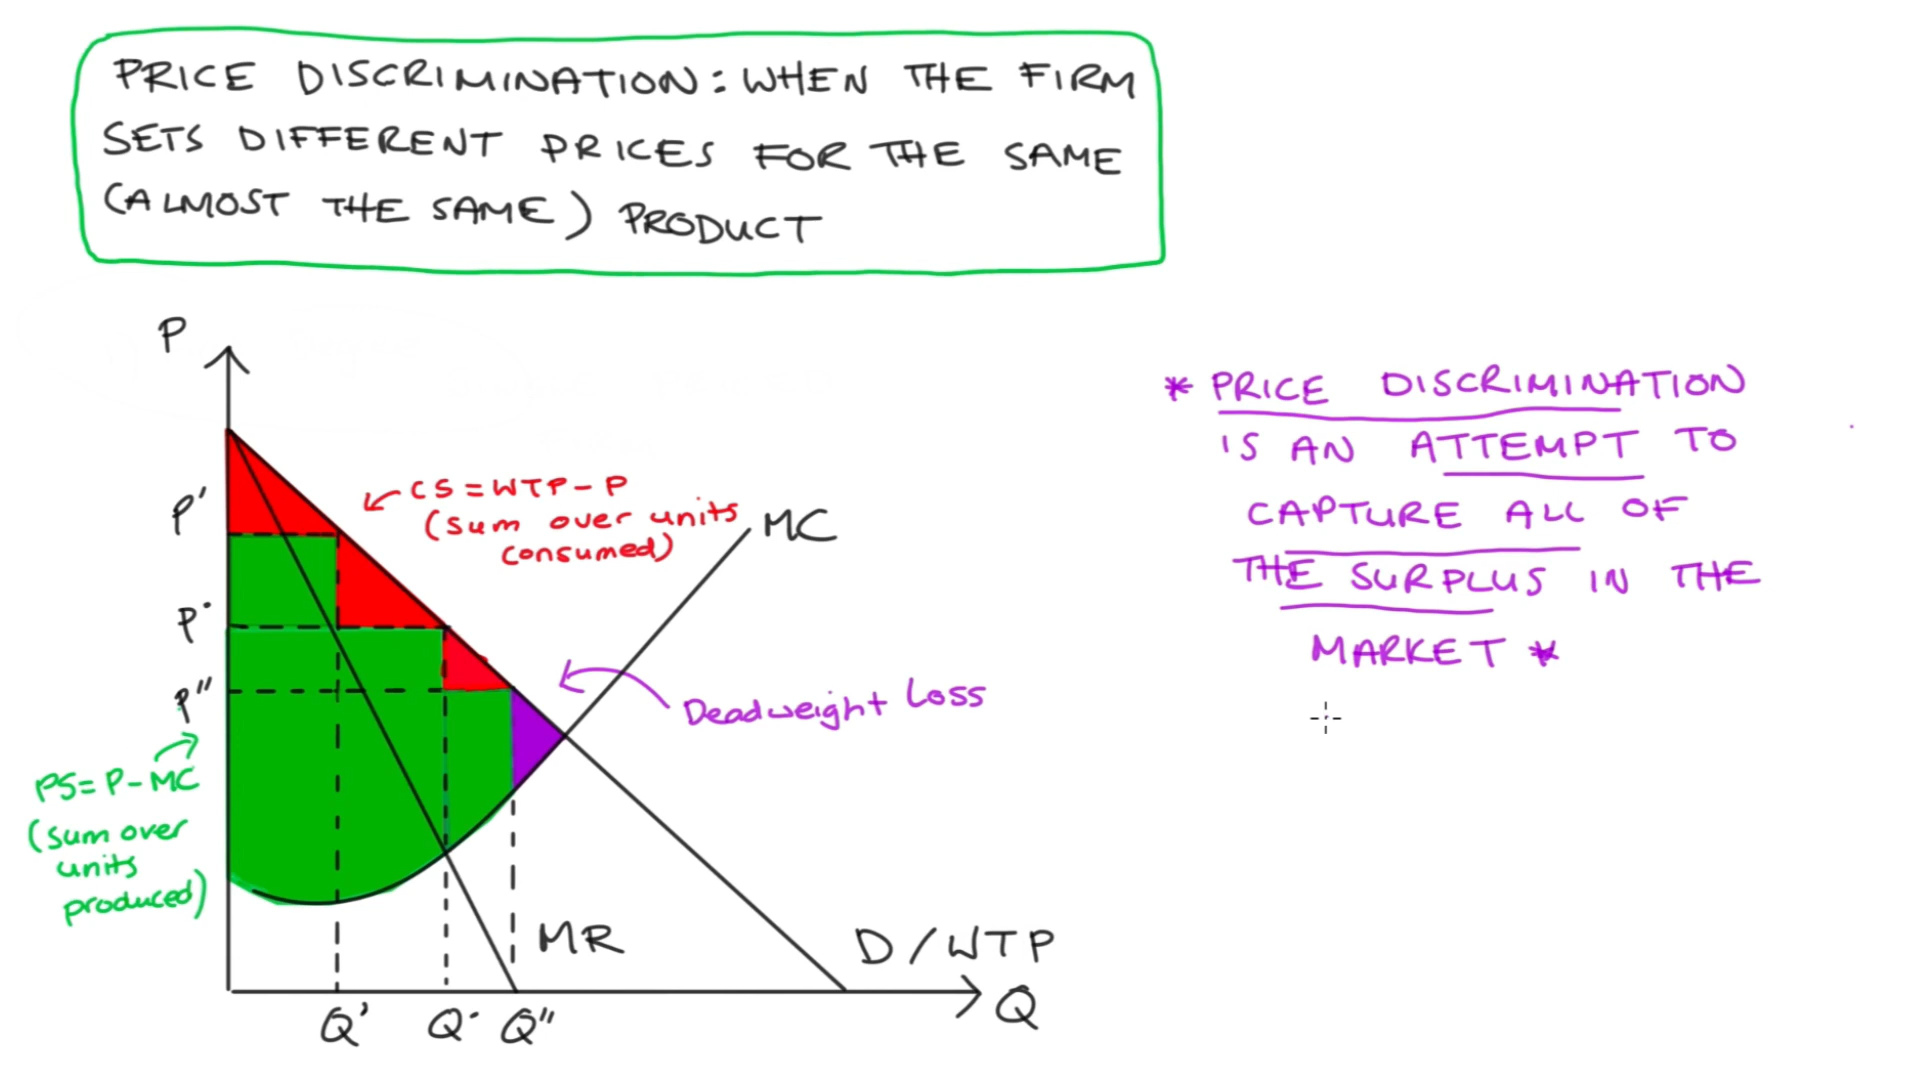 PRICE DISCRIMINATION: WHEN THE FIRM
SETS DIFFERENT PRICES FOR THE SAME
(ALMOST THE SAME) PRODUCT
P
P'
P·
P''
CS = WTP - P
(sum over units
consumed)
MC
Deadweight Loss
PS = P - MC
(sum over
units
produced)
MR
D/WTP
Q
Q'
Q·
Q''
* PRICE DISCRIMINATION
IS AN ATTEMPT TO
CAPTURE ALL OF
THE SURPLUS IN THE
MARKET *